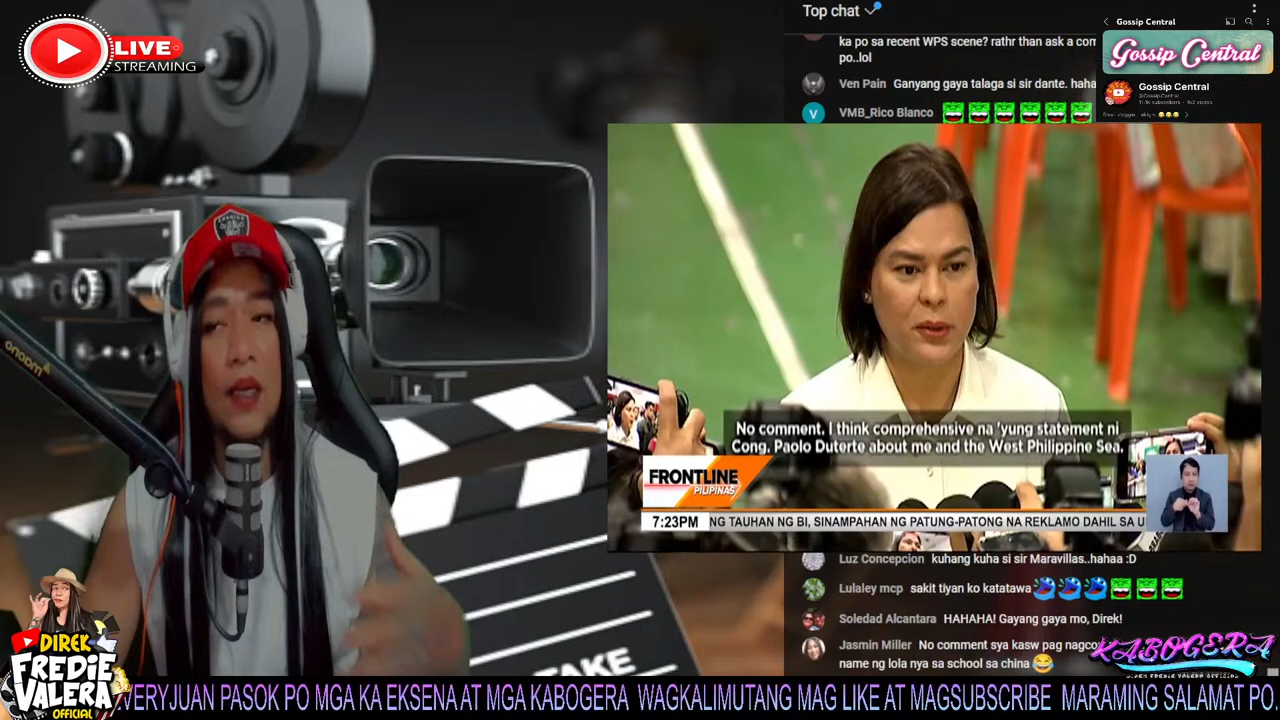 LIVE
STREAMING
Top chat
ka po sa recent WPS scene? rathr than ask a com
po..lol
Ven Pain Ganyang gaya talaga si sir dante. haha
V VMB_Rico Blanco
Gossip Central
Gossip Central
Gossip Central
maono
No comment. I think comprehensive na 'yung statement ni
Cong. Paolo Duterte about me and the West Philippine Sea.
FRONTLINE
PILIPINAS
7:23PM NG TAUHAN NG BI, SINAMPAHAN NG PATUNG-PATONG NA REKLAMO DAHIL SA U
Luz Concepcion kuhang kuha si sir Maravillas..hahaa :D
Lulaley mcp sakit tiyan ko katatawa
Soledad Alcantara HAHAHA! Gayang gaya mo, Direk!
Jasmin Miller No comment sya kasw pag nagco
name ng lola nya sa school sa china
KABOGERA
DIREK FREDIE VALERA OFFICIAL
TAKE
DIREK
FREDIE
VALERA
OFFICIAL
VERYJUAN PASOK PO MGA KA EKSENA AT MGA KABOGERA WAGKALIMUTANG MAG LIKE AT MAGSUBSCRIBE MARAMING SALAMAT PO.